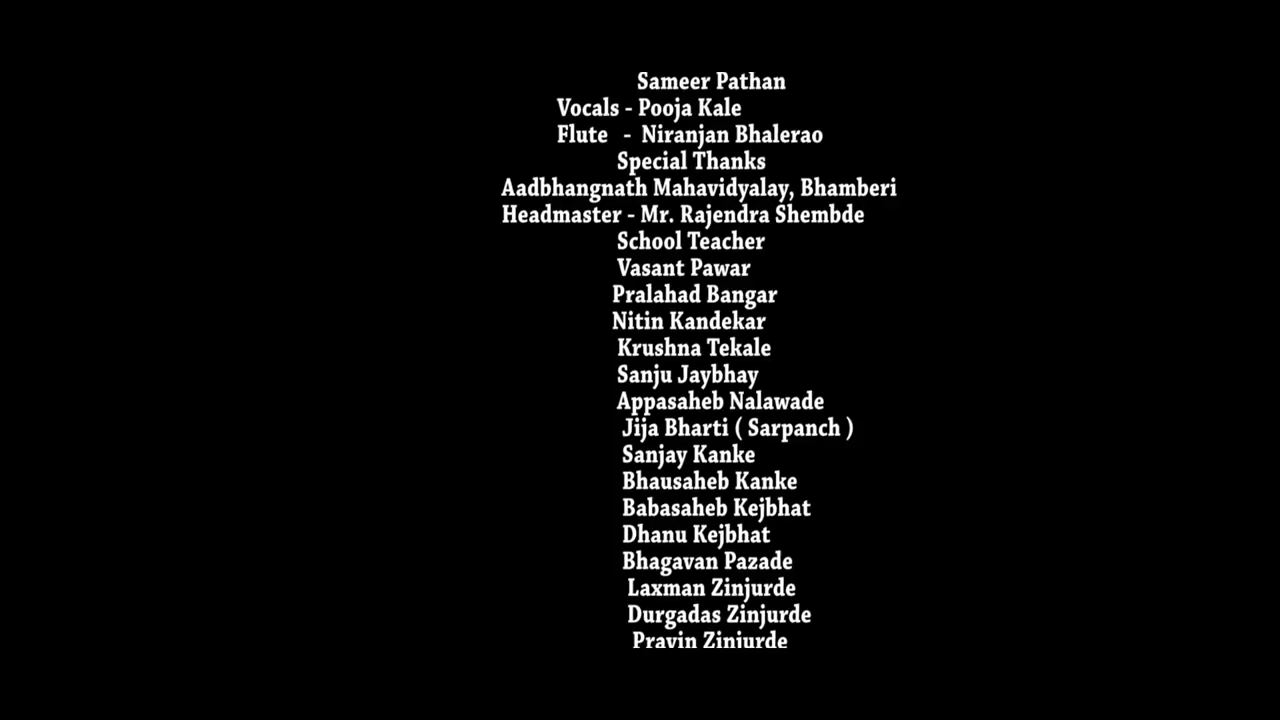 Sameer Pathan
Vocals - Pooja Kale
Flute - Niranjan Bhalerao
Special Thanks
Aadbhangnath Mahavidyalay, Bhamberi
Headmaster - Mr. Rajendra Shembde
School Teacher
Vasant Pawar
Pralahad Bangar
Nitin Kandekar
Krushna Tekale
Sanju Jaybhay
Appasaheb Nalawade
Jija Bharti ( Sarpanch )
Sanjay Kanke
Bhausaheb Kanke
Babasaheb Kejbhat
Dhanu Kejbhat
Bhagavan Pazade
Laxman Zinjurde
Durgadas Zinjurde
Pravin Zinjurde